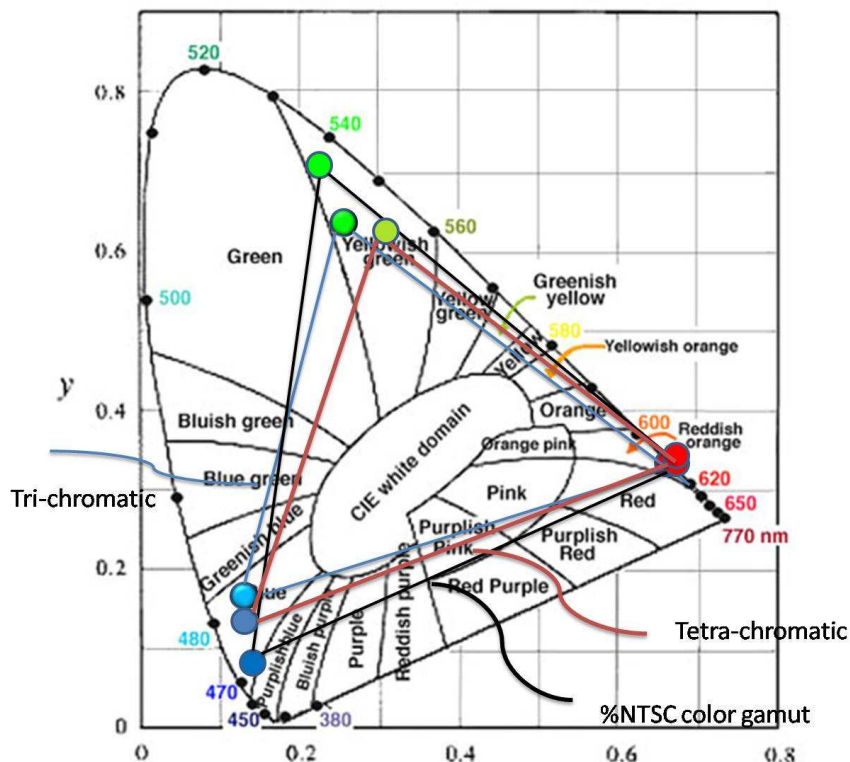 520
0.8
540
560
Green
Yellowish
green
0.6
Greenish
yellow
500
Yellow
green
580
Yellow
Yellowish orange
y
0.4
Orange
600
Reddish
orange
Bluish green
Orange pink
CIE white domain
Blue green
620
Tri-chromatic
Pink
Red
650
770 nm
Greenish blue
Purplish
Pink
Purplish
Red
0.2
ue
Red Purple
480
Purplish blue
Bluish purple
Purple
Reddish purple
Tetra-chromatic
470
450
380
%NTSC color gamut
0
0
0.2
0.4
0.6
0.8